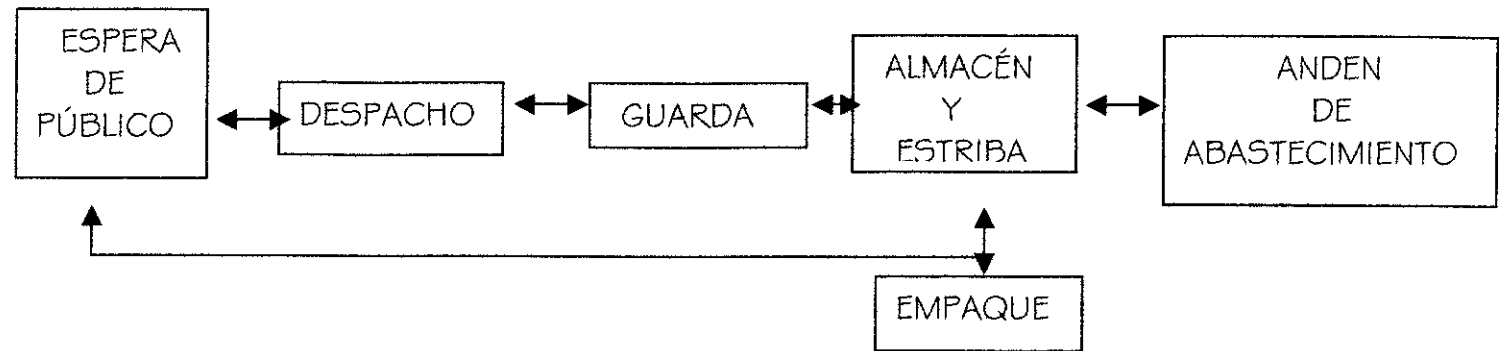 ESPERA
DE
PÚBLICO
DESPACHO
GUARDA
ALMACÉN
Y
ESTRIBA
ANDEN
DE
ABASTECIMIENTO
EMPAQUE